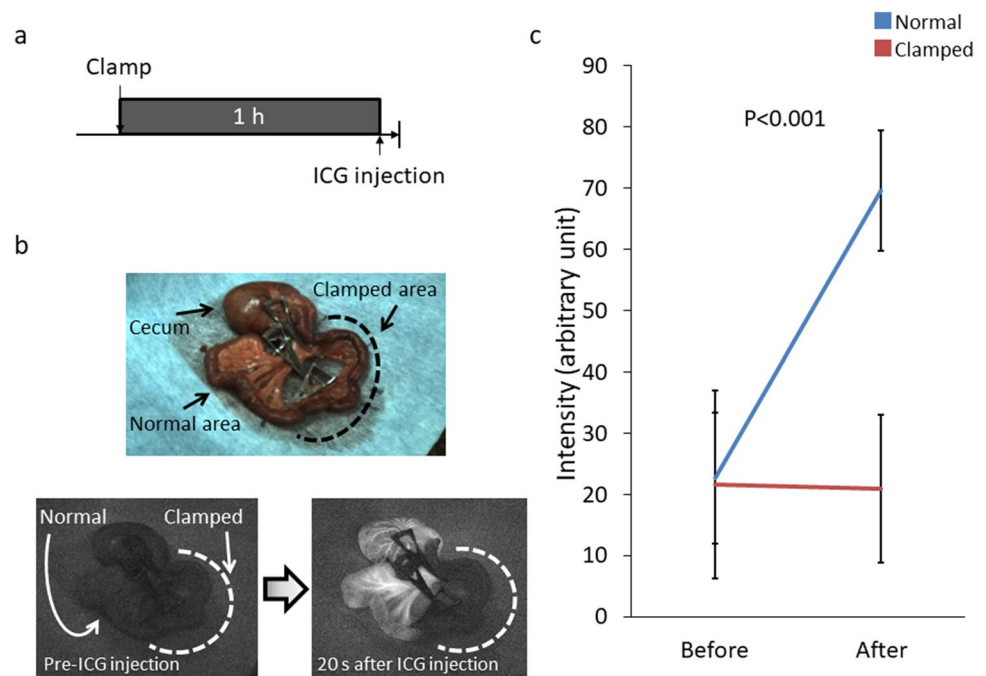 a
Clamp
1 h
ICG injection
b
Clamped area
Cecum
Normal area
Normal
Clamped
Pre-ICG injection
20 s after ICG injection
c
Normal
Clamped
90
80
70
60
50
40
30
20
10
0
P<0.001
Intensity (arbitrary unit)
Before
After